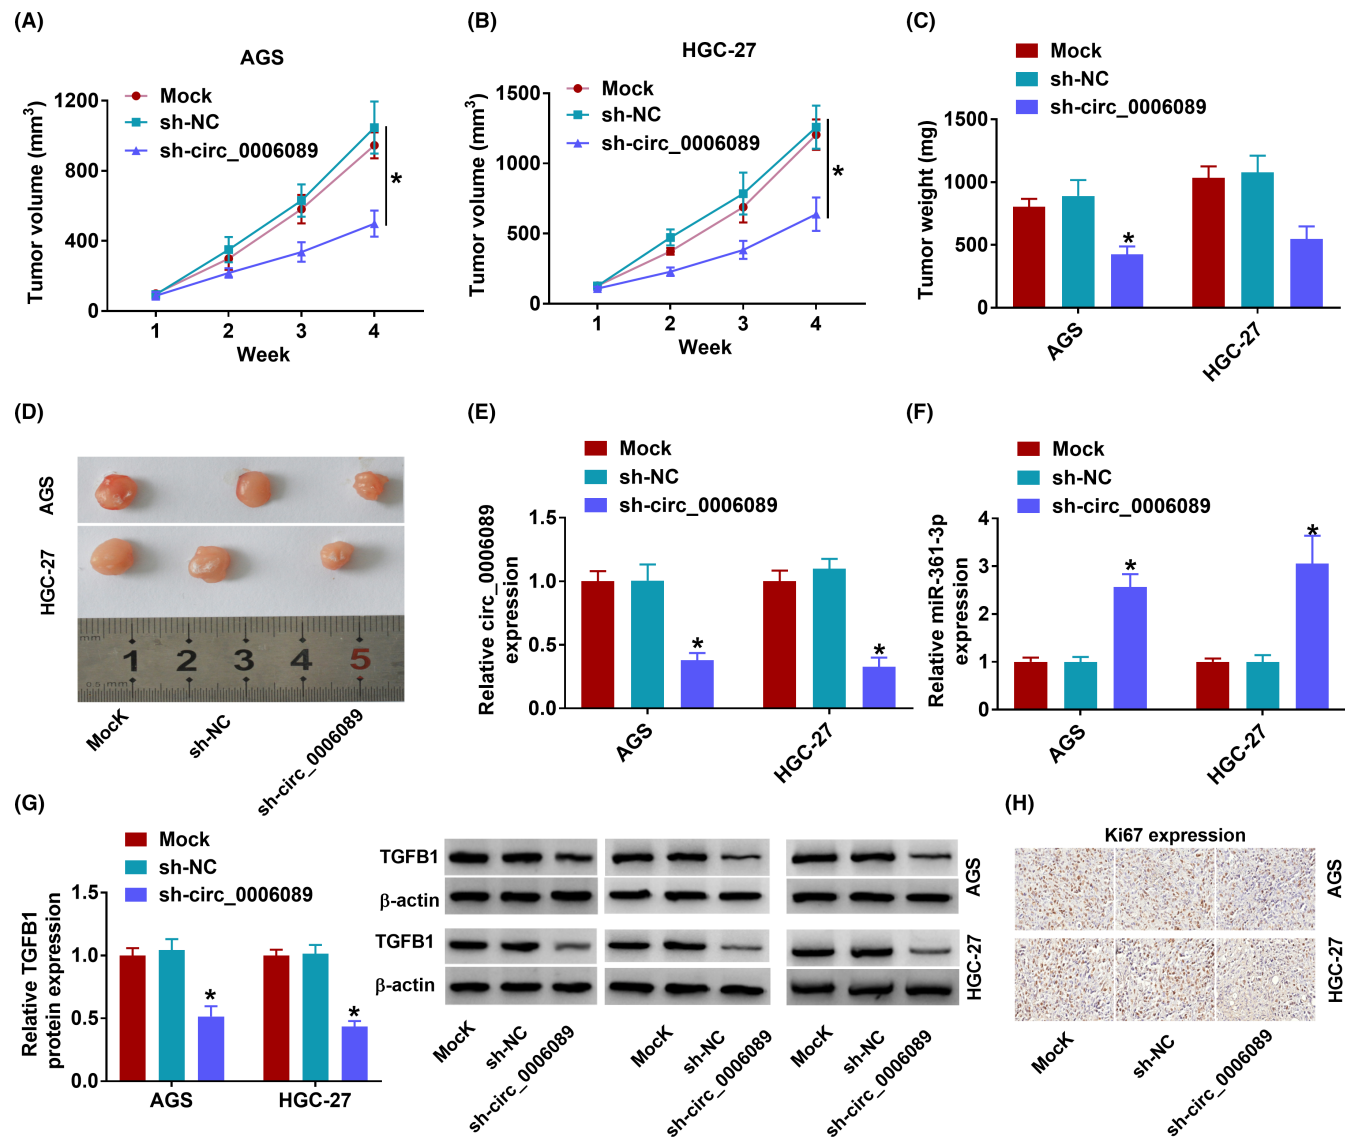 (A)
AGS
Mock
sh-NC
sh-circ_0006089
Tumor volume (mm3)
1200
800
400
0
*
1 2 3 4
Week
(B)
HGC-27
Mock
sh-NC
sh-circ_0006089
Tumor volume (mm3)
1500
1000
500
0
*
1 2 3 4
Week
(C)
Mock
sh-NC
sh-circ_0006089
Tumor weight (mg)
1500
1000
500
0
*
AGS HGC-27
(D)
AGS
HGC-27
mm
1 2 3 4 5
0.5 mm
MocK sh-NC sh-circ_0006089
(E)
Mock
sh-NC
sh-circ_0006089
Relative circ_0006089
expression
1.5
1.0
0.5
0.0
* *
AGS HGC-27
(F)
Mock
sh-NC
sh-circ_0006089
Relative miR-361-3p
expression
4
3
2
1
0
* *
AGS HGC-27
(G)
Mock
sh-NC
sh-circ_0006089
Relative TGFB1
protein expression
1.5
1.0
0.5
0.0
* *
AGS HGC-27
TGFB1
β-actin
AGS
TGFB1
β-actin
HGC-27
MocK sh-NC sh-circ_0006089 MocK sh-NC sh-circ_0006089 MocK sh-NC sh-circ_0006089
(H)
Ki67 expression
AGS
HGC-27
MocK sh-NC sh-circ_0006089